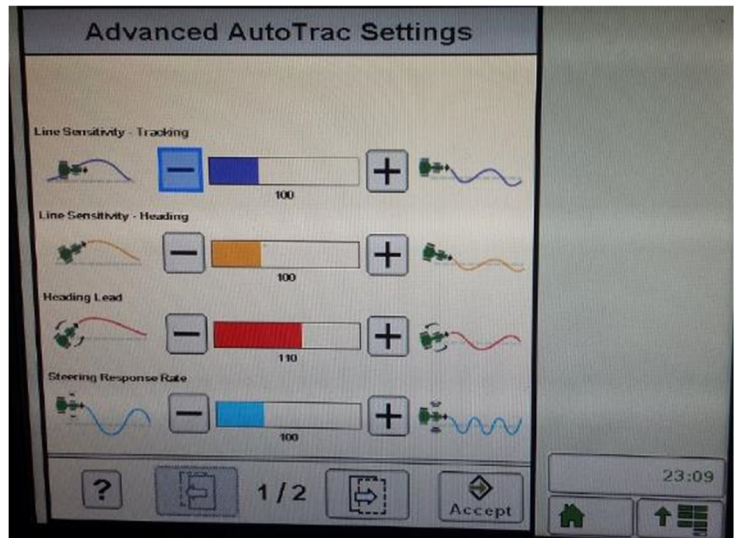 Advanced AutoTrac Settings
Line Sensitivity - Tracking
100
Line Sensitivity - Heading
100
Heading Lead
110
Steering Response Rate
100
? 1/2 Accept
23:09